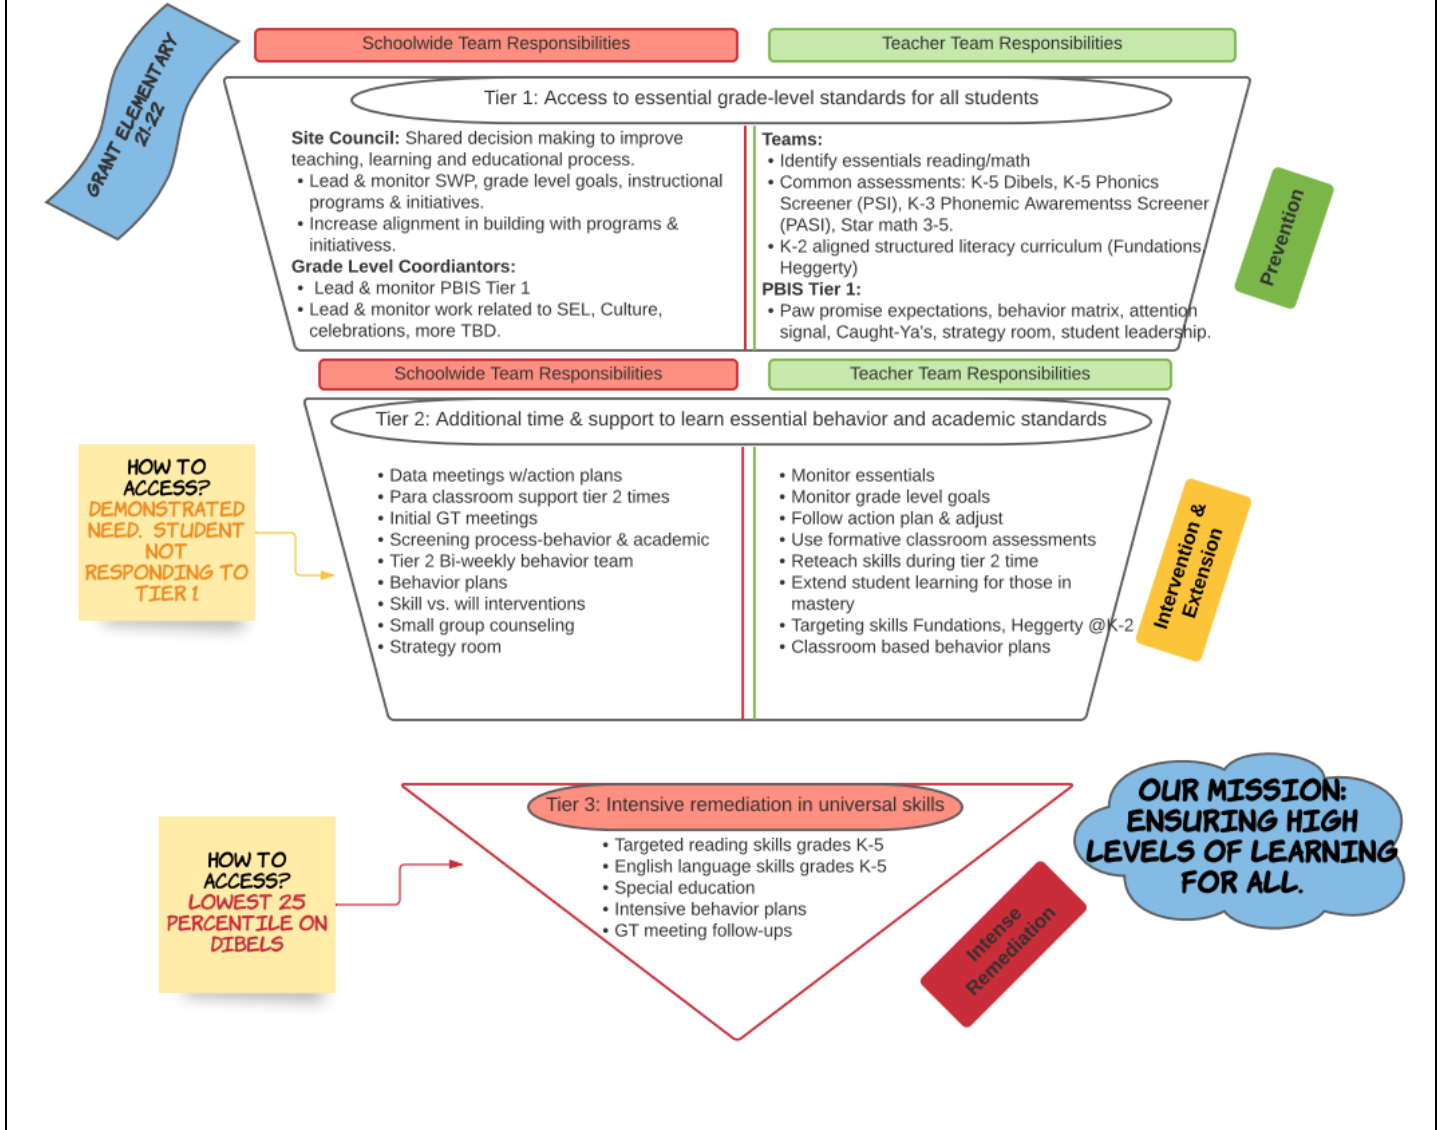 GRANT ELEMENTARY
21-22
Schoolwide Team Responsibilities
Teacher Team Responsibilities
Tier 1: Access to essential grade-level standards for all students
Site Council: Shared decision making to improve
teaching, learning and educational process.
• Lead & monitor SWP, grade level goals, instructional
programs & initiatives.
• Increase alignment in building with programs &
initiativess.
Grade Level Coordiantors:
• Lead & monitor PBIS Tier 1
• Lead & monitor work related to SEL, Culture,
celebrations, more TBD.
Teams:
• Identify essentials reading/math
• Common assessments: K-5 Dibels, K-5 Phonics
Screener (PSI), K-3 Phonemic Awarementss Screener
(PASI), Star math 3-5.
• K-2 aligned structured literacy curriculum (Fundations,
Heggerty)
PBIS Tier 1:
• Paw promise expectations, behavior matrix, attention
signal, Caught-Ya's, strategy room, student leadership.
Prevention
Schoolwide Team Responsibilities
Teacher Team Responsibilities
Tier 2: Additional time & support to learn essential behavior and academic standards
HOW TO
ACCESS?
DEMONSTRATED
NEED. STUDENT
NOT
RESPONDING TO
TIER 1.
• Data meetings w/action plans
• Para classroom support tier 2 times
• Initial GT meetings
• Screening process-behavior & academic
• Tier 2 Bi-weekly behavior team
• Behavior plans
• Skill vs. will interventions
• Small group counseling
• Strategy room
• Monitor essentials
• Monitor grade level goals
• Follow action plan & adjust
• Use formative classroom assessments
• Reteach skills during tier 2 time
• Extend student learning for those in
mastery
• Targeting skills Fundations, Heggerty @K-2
• Classroom based behavior plans
Intervention &
Extension
Tier 3: Intensive remediation in universal skills
• Targeted reading skills grades K-5
• English language skills grades K-5
• Special education
• Intensive behavior plans
• GT meeting follow-ups
HOW TO
ACCESS?
LOWEST 25
PERCENTILE ON
DIBELS
Intense
Remediation
OUR MISSION:
ENSURING HIGH
LEVELS OF LEARNING
FOR ALL.